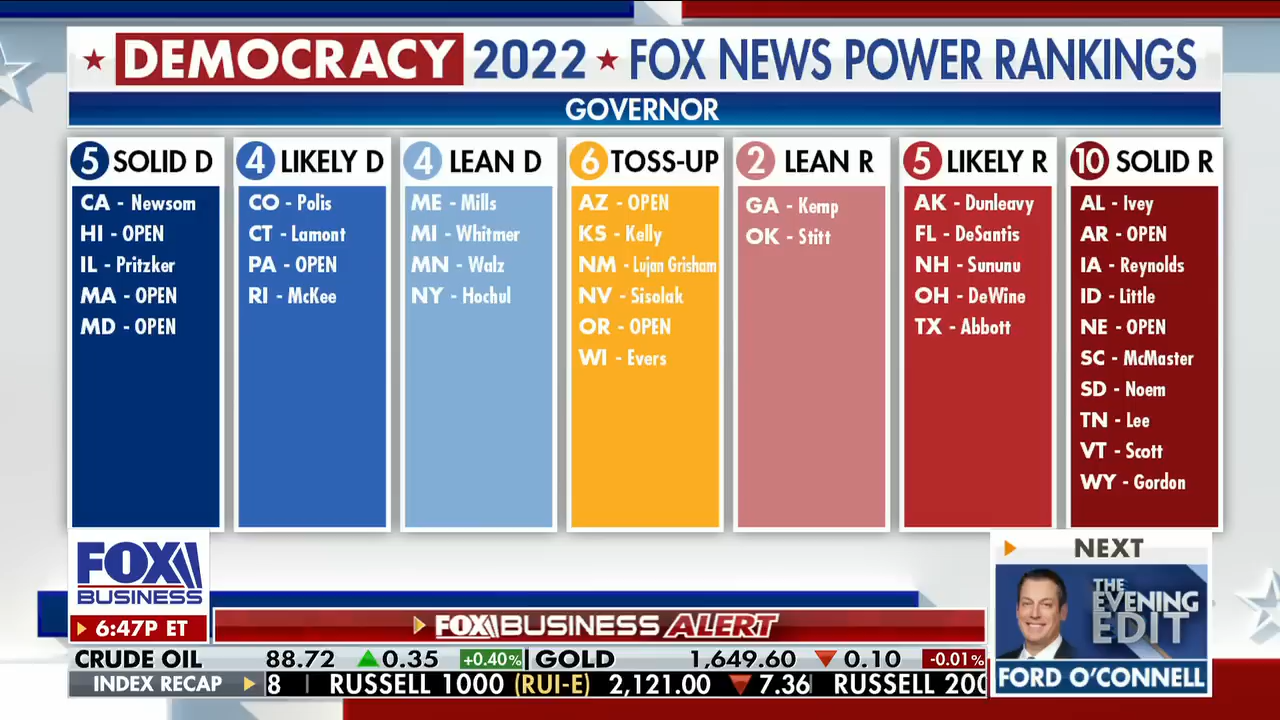 DEMOCRACY 2022 FOX NEWS POWER RANKINGS
GOVERNOR
5 SOLID D
CA - Newsom
HI - OPEN
IL - Pritzker
MA - OPEN
MD - OPEN
4 LIKELY D
CO - Polis
CT - Lamont
PA - OPEN
RI - McKee
4 LEAN D
ME - Mills
MI - Whitmer
MN - Walz
NY - Hochul
6 TOSS-UP
AZ - OPEN
KS - Kelly
NM - Lujan Grisham
NV - Sisolak
OR - OPEN
WI - Evers
2 LEAN R
GA - Kemp
OK - Stitt
5 LIKELY R
AK - Dunleavy
FL - DeSantis
NH - Sununu
OH - DeWine
TX - Abbott
10 SOLID R
AL - Ivey
AR - OPEN
IA - Reynolds
ID - Little
NE - OPEN
SC - McMaster
SD - Noem
TN - Lee
VT - Scott
WY - Gordon
FOX
BUSINESS
6:47P ET
FOX BUSINESS ALERT
NEXT
THE
EVENING
EDIT
FORD O'CONNELL
CRUDE OIL 88.72 0.35 +0.40% GOLD 1,649.60 0.10 -0.01%
INDEX RECAP 8 RUSSELL 1000 (RUI-E) 2,121.00 7.36 RUSSELL 200